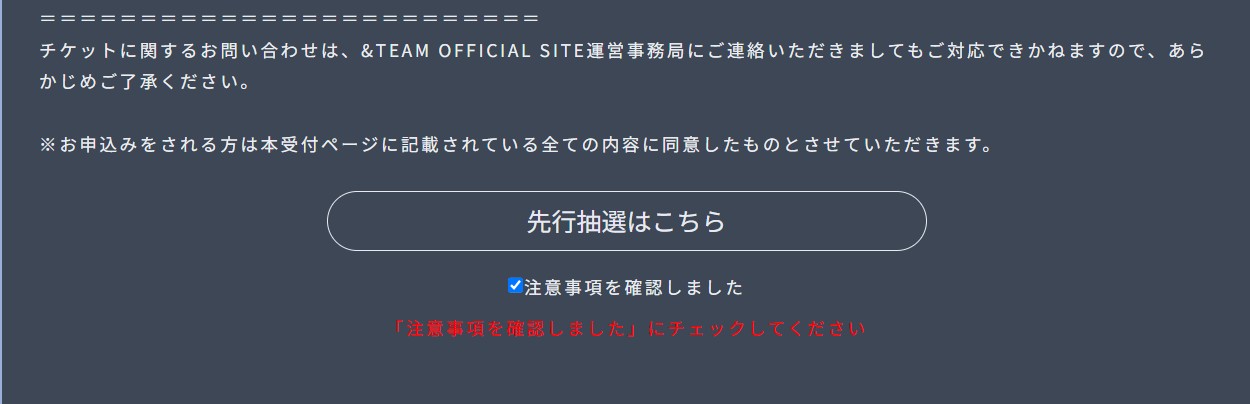 ＝＝＝＝＝＝＝＝＝＝＝＝＝＝＝＝＝＝＝＝＝＝＝＝＝
チケットに関するお問い合わせは、&TEAM OFFICIAL SITE運営事務局にご連絡いただきましてもご対応できかねますので、あら
かじめご了承ください。
※お申込みをされる方は本受付ページに記載されている全ての内容に同意したものとさせていただきます。
先行抽選はこちら
注意事項を確認しました
「注意事項を確認しました」にチェックしてください